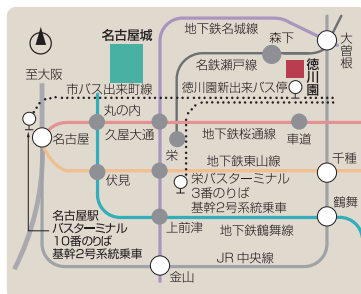 地下鉄名城線
森下
大曽根
名古屋城
名鉄瀬戸線
徳川園
至大阪
市バス出来町線
徳川園新出来バス停
丸の内
名古屋
久屋大通
栄
地下鉄桜通線
車道
地下鉄東山線
千種
伏見
栄バスターミナル
3番のりば
基幹2号系統乗車
名古屋駅
バスターミナル
10番のりば
基幹2号系統乗車
上前津
地下鉄鶴舞線
鶴舞
JR中央線
金山